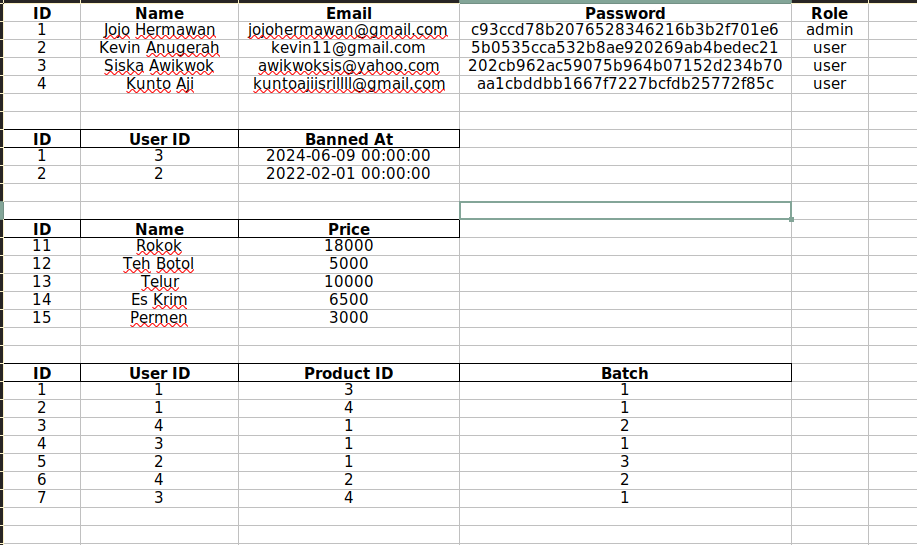 ID Name Email Password Role
1 Jojo Hermawan jojohermawan@gmail.com c93ccd78b2076528346216b3b2f701e6 admin
2 Kevin Anugerah kevin11@gmail.com 5b0535cca532b8ae920269ab4bedec21 user
3 Siska Awikwok awikwoksis@yahoo.com 202cb962ac59075b964b07152d234b70 user
4 Kunto Aji kuntoajiisrillll@gmail.com aa1cbddbb1667f7227bcfdb25772f85c user
ID User ID Banned At
1 3 2024-06-09 00:00:00
2 2 2022-02-01 00:00:00
ID Name Price
11 Rokok 18000
12 Teh Botol 5000
13 Telur 10000
14 Es Krim 6500
15 Permen 3000
ID User ID Product ID Batch
1 1 3 1
2 1 4 1
3 4 1 2
4 3 1 1
5 2 1 3
6 4 2 2
7 3 4 1